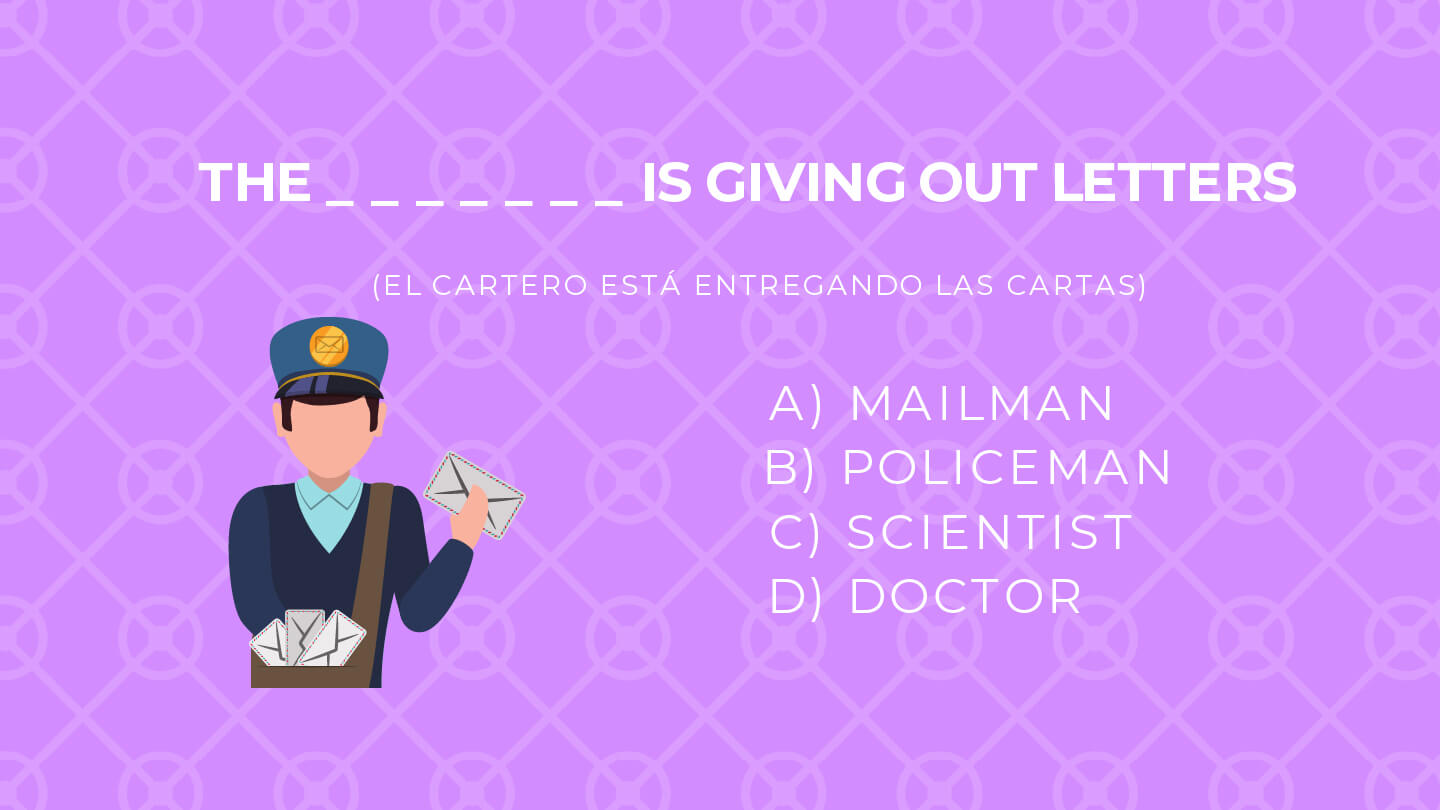 THE _ _ _ _ _ _ _ IS GIVING OUT LETTERS
(EL CARTERO ESTÁ ENTREGANDO LAS CARTAS)
A) MAILMAN
B) POLICEMAN
C) SCIENTIST
D) DOCTOR